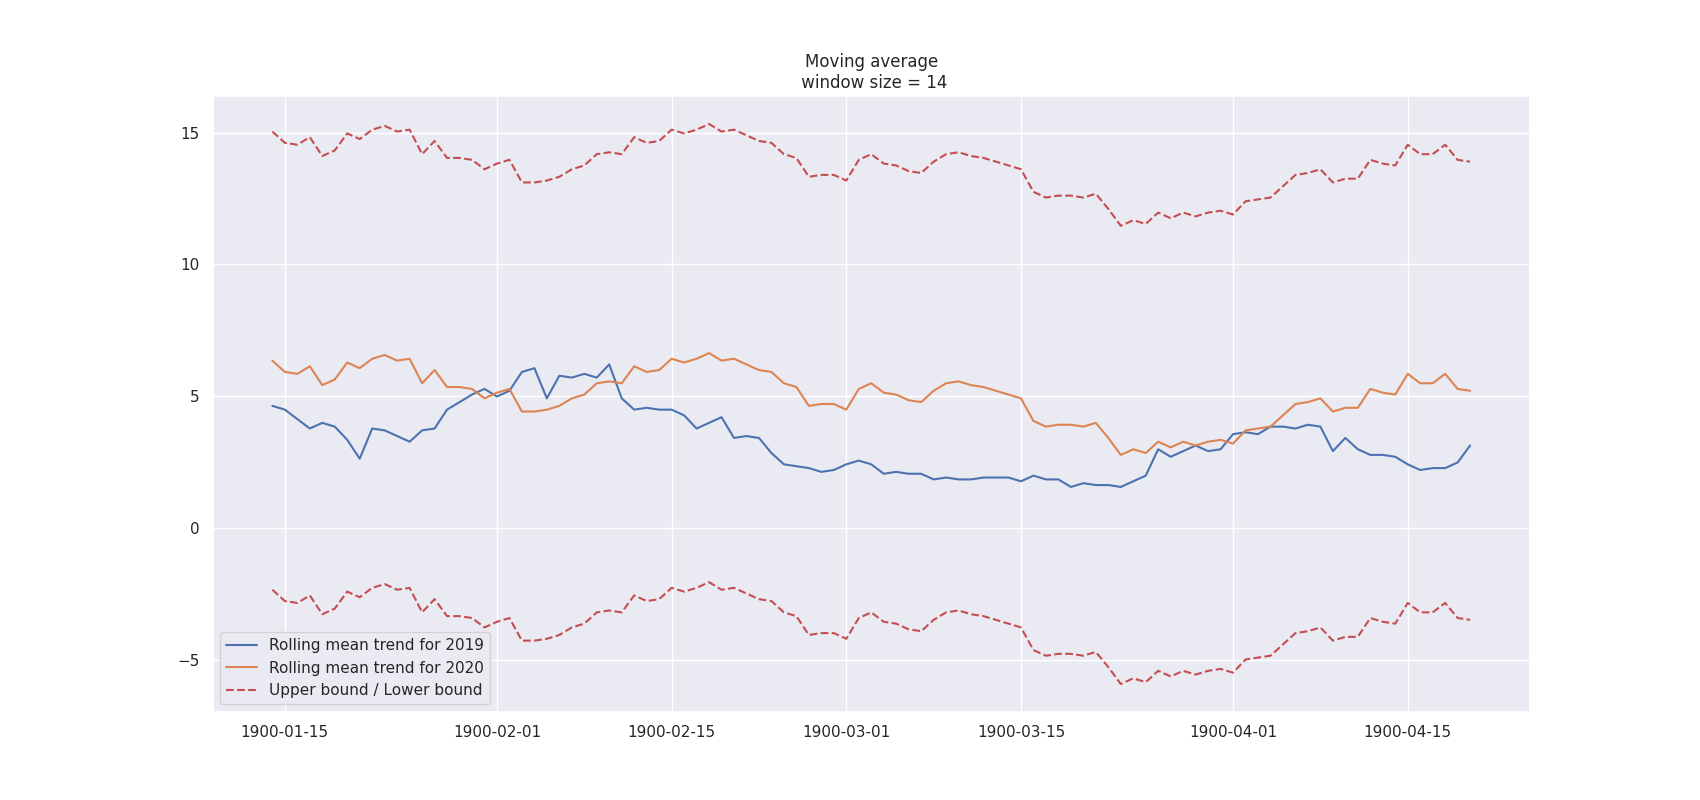 Moving average
window size = 14
15
10
5
0
−5
Rolling mean trend for 2019
Rolling mean trend for 2020
Upper bound / Lower bound
1900-01-15
1900-02-01
1900-02-15
1900-03-01
1900-03-15
1900-04-01
1900-04-15